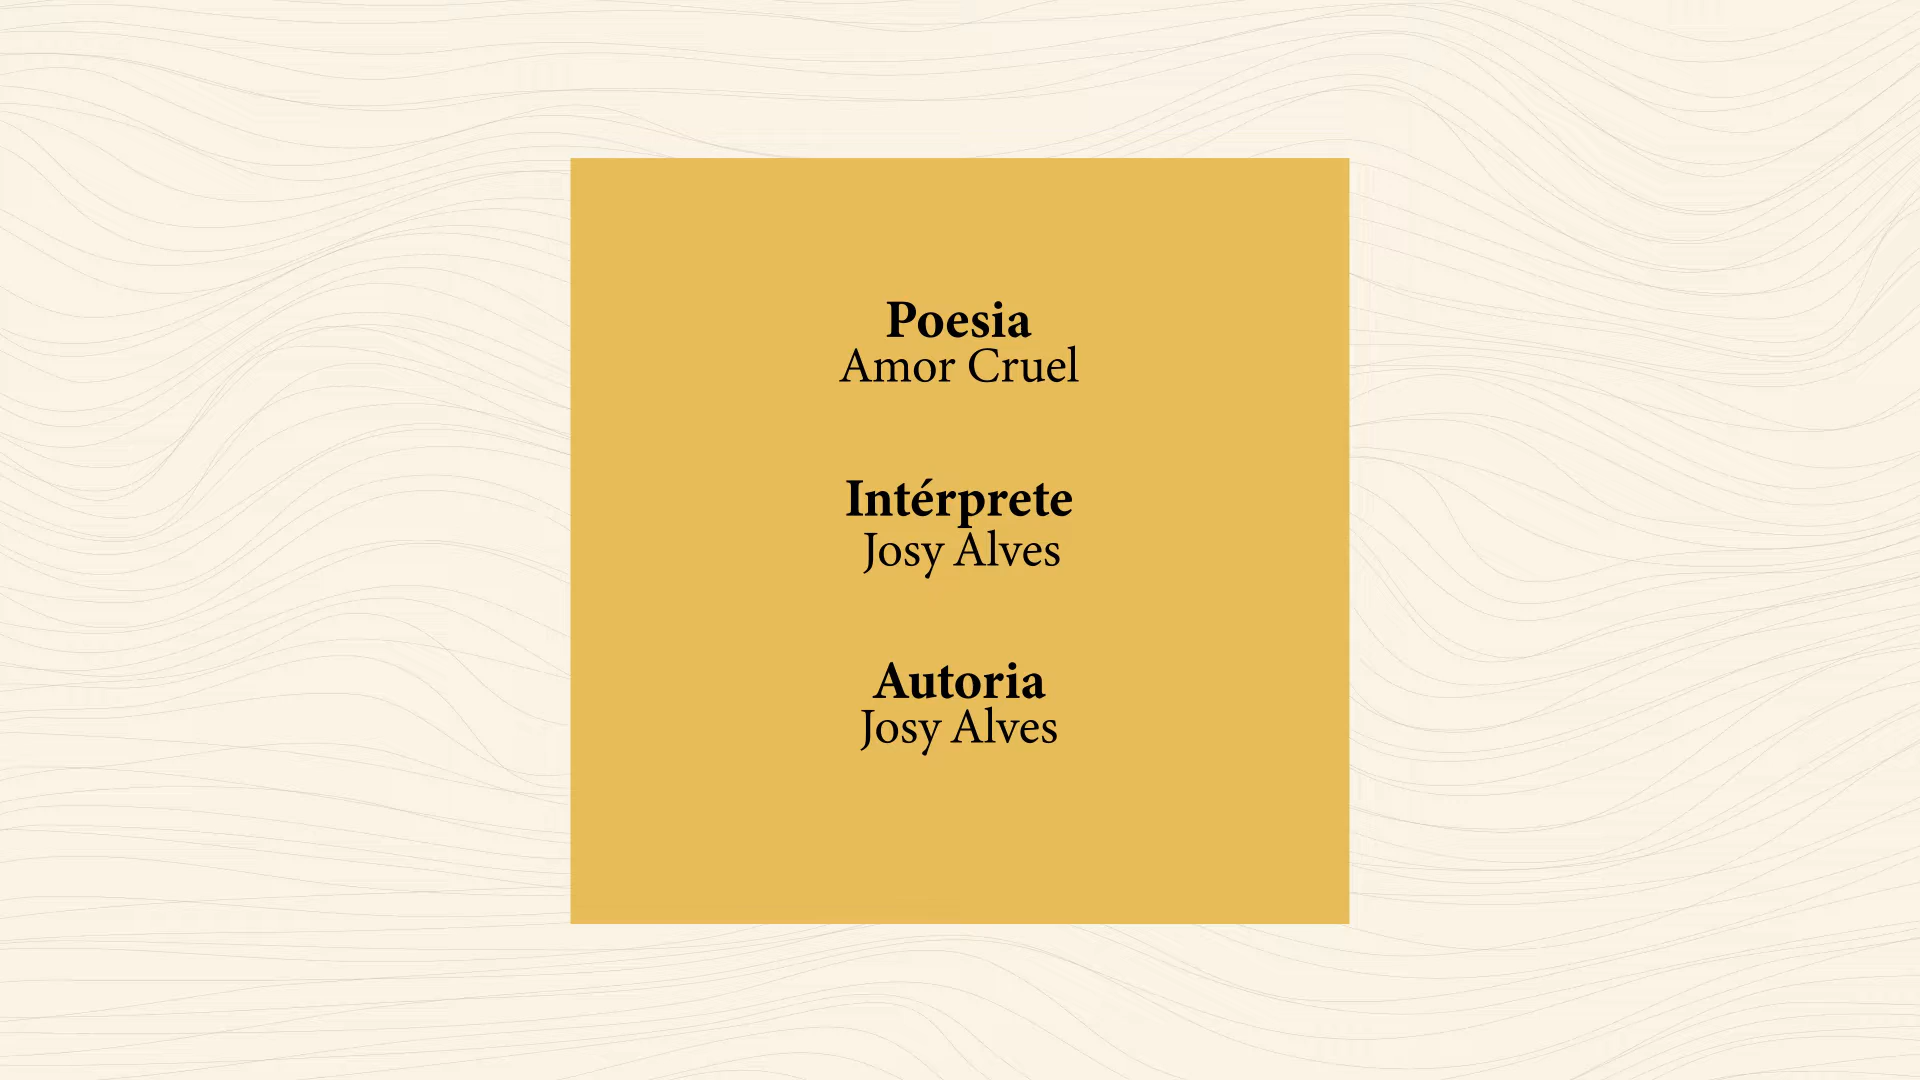 Poesia
Amor Cruel
Intérprete
Josy Alves
Autoria
Josy Alves